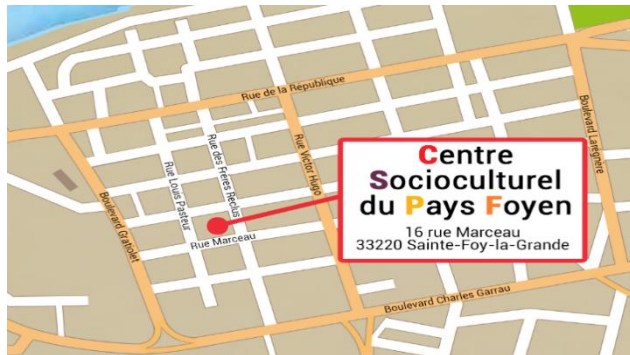 Rue de la République
Boulevard Laregnère
Rue des Frères Reclus
Rue Victor Hugo
Rue Louis Pasteur
Boulevard Gratiolet
Rue Marceau
Centre
Socioculturel
du Pays Foyen
16 rue Marceau
33220 Sainte-Foy-la-Grande
Boulevard Charles Garrau